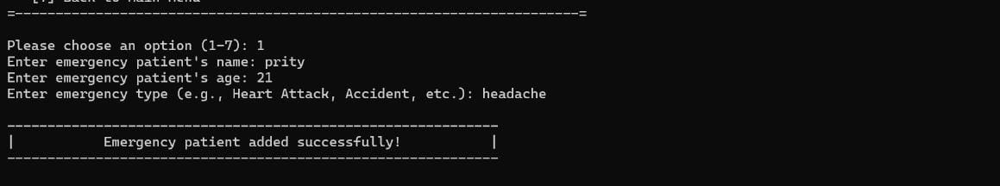 =----------------------------------------------------------------------=

Please choose an option (1-7): 1
Enter emergency patient's name: prity
Enter emergency patient's age: 21
Enter emergency type (e.g., Heart Attack, Accident, etc.): headache

-------------------------------------------------------------
|           Emergency patient added successfully!           |
-------------------------------------------------------------